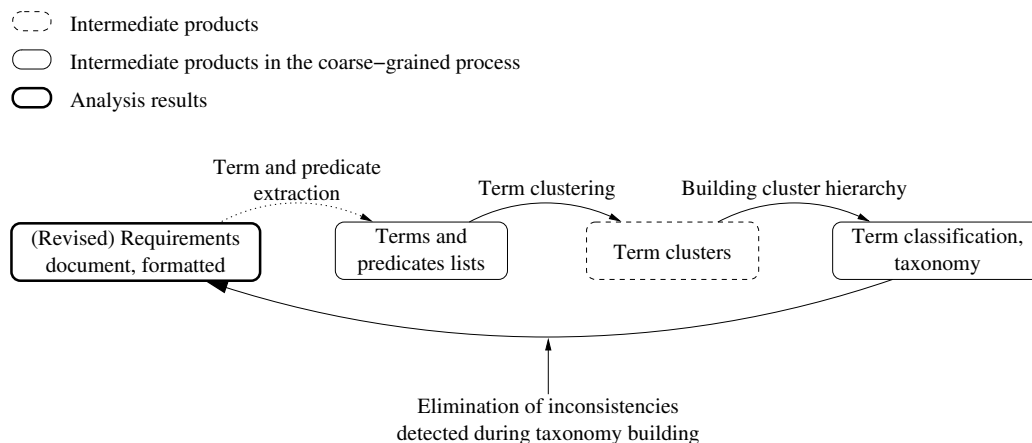 Intermediate products
Intermediate products in the coarse−grained process
Analysis results
Term and predicate
extraction
Term clustering
Building cluster hierarchy
(Revised) Requirements
document, formatted
Terms and
predicates lists
Term clusters
Term classification,
taxonomy
Elimination of inconsistencies
detected during taxonomy building